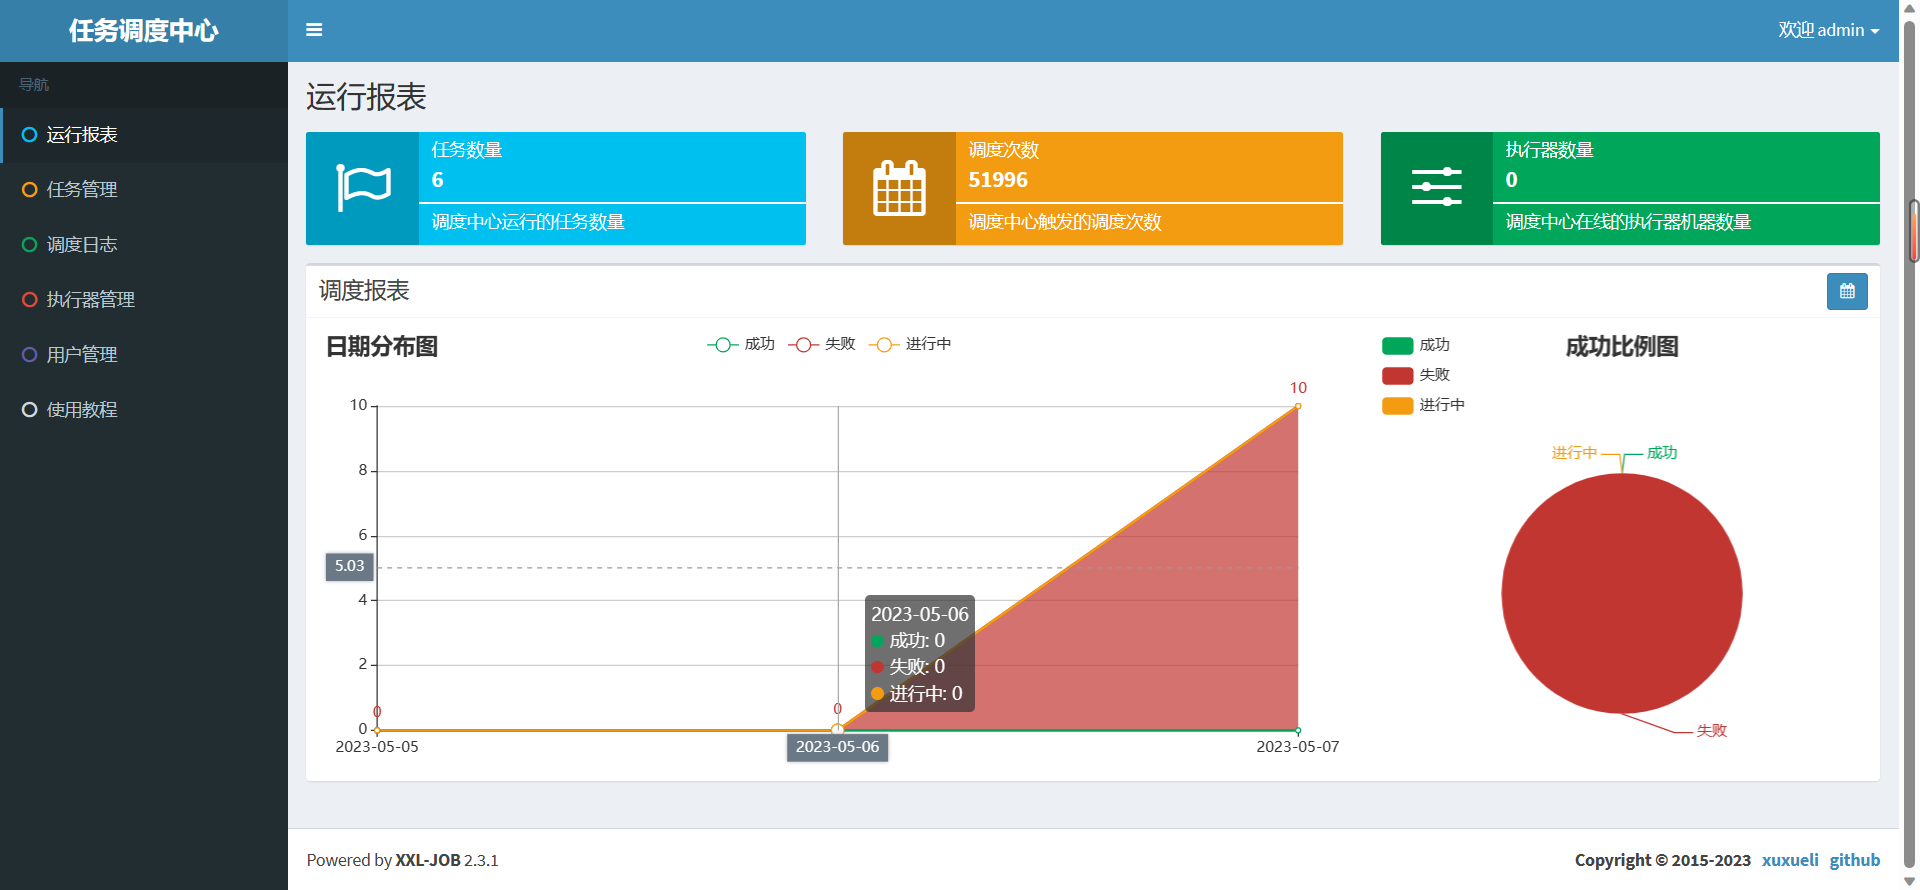 任务调度中心
欢迎 admin
导航
运行报表
任务管理
调度日志
执行器管理
用户管理
使用教程
运行报表
任务数量
6
调度中心运行的任务数量
调度次数
51996
调度中心触发的调度次数
执行器数量
0
调度中心在线的执行器机器数量
调度报表
日期分布图
成功 失败 进行中
10
8
6
5.03
4
2
0
10
0
0
2023-05-06
成功: 0
失败: 0
进行中: 0
2023-05-05
2023-05-06
2023-05-07
成功
失败
进行中
成功比例图
进行中
成功
失败
Powered by XXL-JOB 2.3.1
Copyright © 2015-2023 xuxueli github